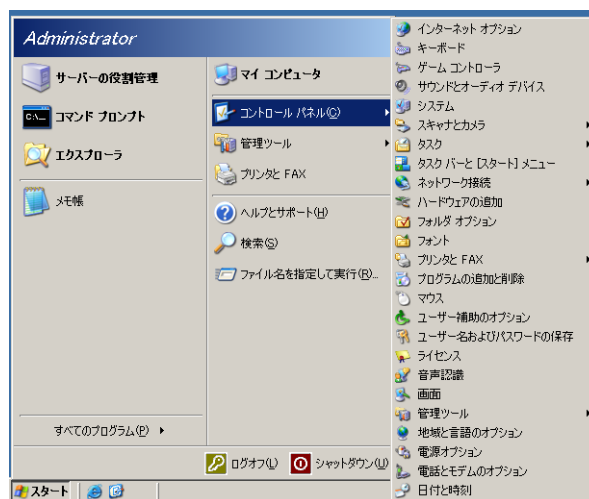 Administrator
サーバーの役割管理
コマンド プロンプト
エクスプローラ
メモ帳
すべてのプログラム(P)
マイ コンピュータ
コントロール パネル(C)
管理ツール
プリンタと FAX
ヘルプとサポート(H)
検索(S)
ファイル名を指定して実行(R)...
ログオフ(L)
シャットダウン(U)
スタート
インターネット オプション
キーボード
ゲーム コントローラ
サウンドとオーディオ デバイス
システム
スキャナとカメラ
タスク
タスク バーと [スタート] メニュー
ネットワーク接続
ハードウェアの追加
フォルダ オプション
フォント
プリンタと FAX
プログラムの追加と削除
マウス
ユーザー補助のオプション
ユーザー名およびパスワードの保存
ライセンス
音声認識
画面
管理ツール
地域と言語のオプション
電源オプション
電話とモデムのオプション
日付と時刻